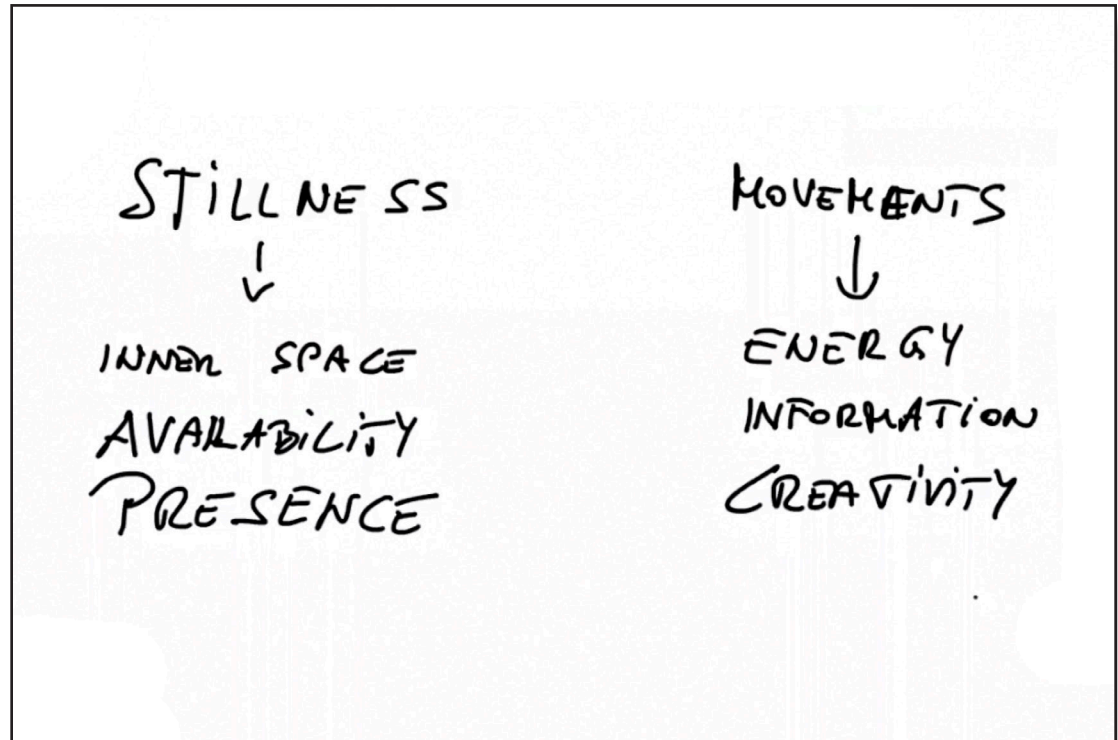 STILLNESS
↓
INNER SPACE
AVAILABILITY
PRESENCE
MOVEMENTS
↓
ENERGY
INFORMATION
CREATIVITY